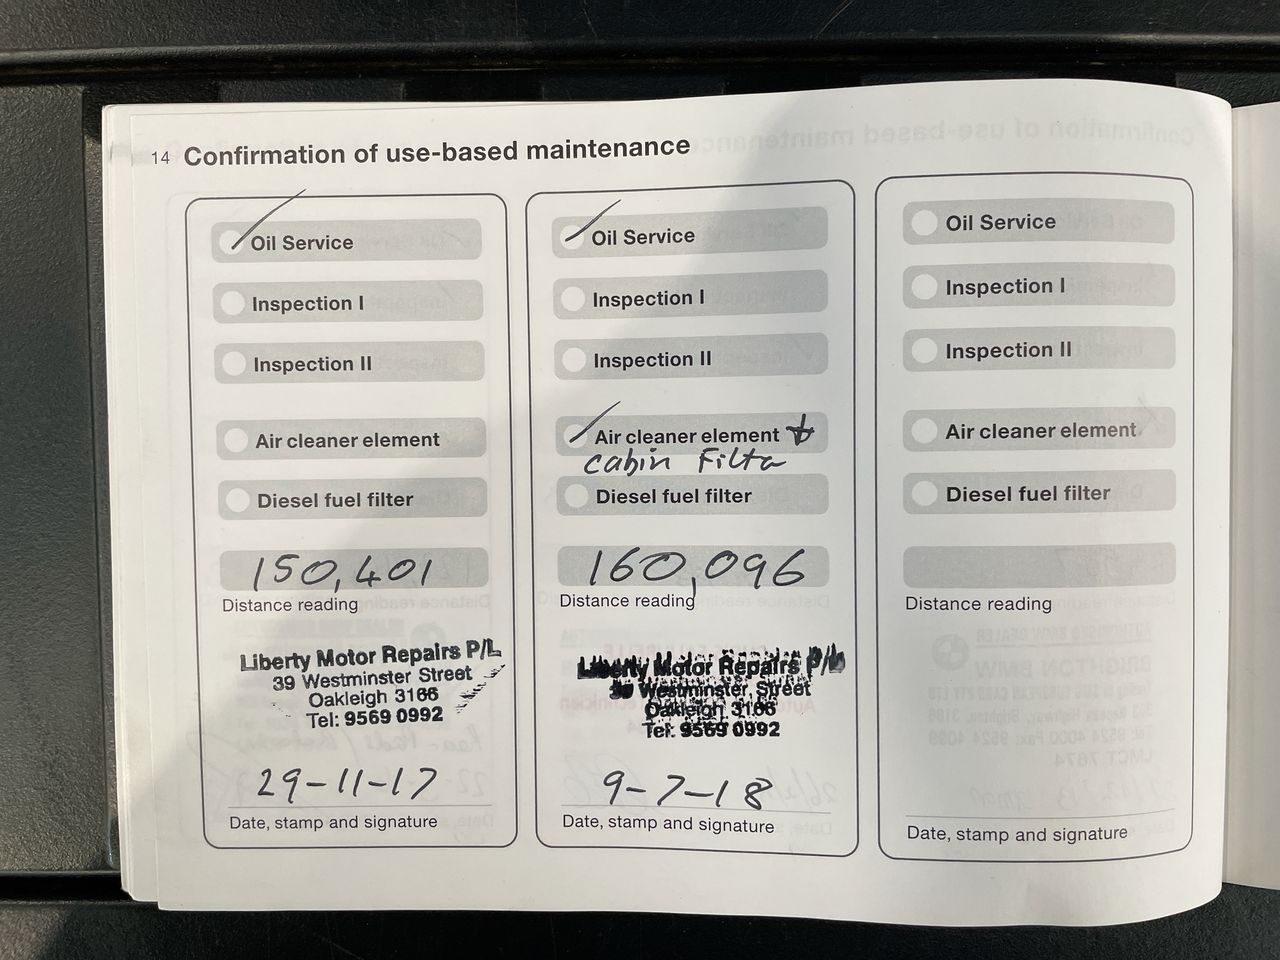 14 Confirmation of use-based maintenance
Oil Service
Inspection I
Inspection II
Air cleaner element
Diesel fuel filter
150,401
Distance reading
Liberty Motor Repairs P/L
39 Westminster Street
Oakleigh 3166
Tel: 9569 0992
29-11-17
Date, stamp and signature
Oil Service
Inspection I
Inspection II
Air cleaner element +
cabin Filta
Diesel fuel filter
160,096
Distance reading
Liberty Motor Repairs P/L
39 Westminster Street
Oakleigh 3166
Tel: 9569 0992
9-7-18
Date, stamp and signature
Oil Service
Inspection I
Inspection II
Air cleaner element
Diesel fuel filter
Distance reading
Date, stamp and signature